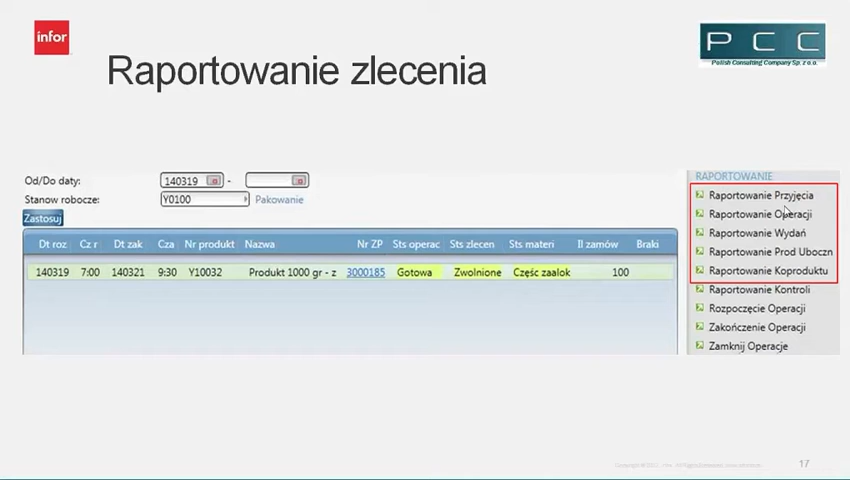 infor
PCC
Polish Consulting Company Sp. z o.o.
Raportowanie zlecenia
Od/Do daty: 140319 -
Stanow robocze: Y0100 Pakowanie
Zastosuj
Dt roz Cz r Dt zak Cza Nr produkt Nazwa Nr ZP Sts operac Sts zlecen Sts materi Il zamów Braki
140319 7:00 140321 9:30 Y10032 Produkt 1000 gr - z 3000185 Gotowa Zwolnione Częśc zaalok 100
RAPORTOWANIE
Raportowanie Przyjęcia
Raportowanie Operacji
Raportowanie Wydań
Raportowanie Prod Uboczn
Raportowanie Koproduktu
Raportowanie Kontroli
Rozpoczęcie Operacji
Zakończenie Operacji
Zamknij Operacje
17